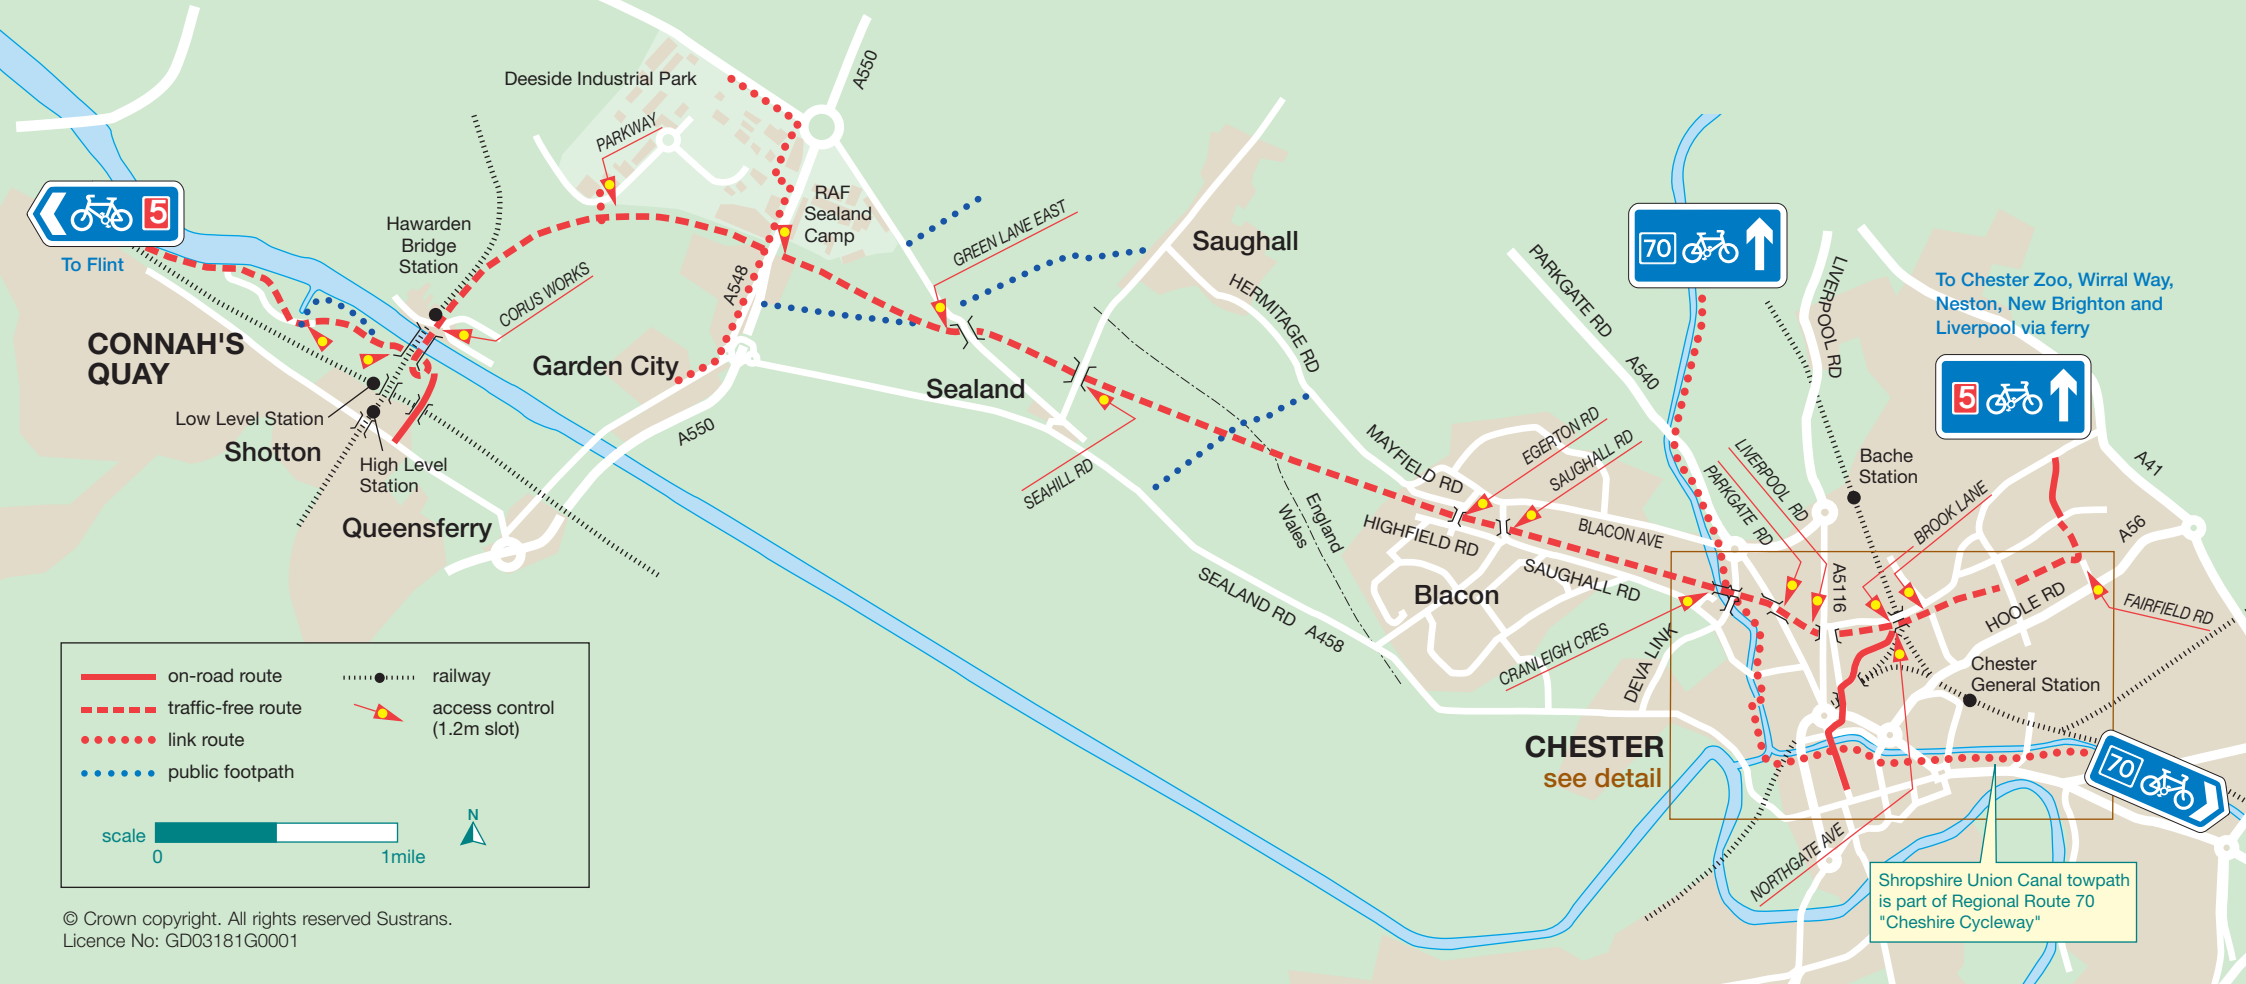 Deeside Industrial Park
A550
PARKWAY
RAF
Sealand
Camp
5
To Flint
Hawarden
Bridge
Station
CORUS WORKS
A548
GREEN LANE EAST
Saughall
HERMITAGE RD
PARKGATE RD
A540
70
LIVERPOOL RD
To Chester Zoo, Wirral Way,
Neston, New Brighton and
Liverpool via ferry
5
CONNAH'S
QUAY
Garden City
Sealand
Low Level Station
Shotton
High Level
Station
A550
Queensferry
SEAHILL RD
MAYFIELD RD
EGERTON RD
SAUGHALL RD
LIVERPOOL RD
PARKGATE RD
Bache
Station
BROOK LANE
A41
A56
England
Wales
HIGHFIELD RD
BLACON AVE
SAUGHALL RD
Blacon
SEALAND RD
A458
CRANLEIGH CRES
DEVA LINK
A5116
HOOLE RD
FAIRFIELD RD
Chester
General Station
CHESTER
see detail
70
NORTHGATE AVE
Shropshire Union Canal towpath
is part of Regional Route 70
"Cheshire Cycleway"
on-road route
traffic-free route
link route
public footpath
railway
access control
(1.2m slot)
scale
0
1mile
N
© Crown copyright. All rights reserved Sustrans.
Licence No: GD03181G0001